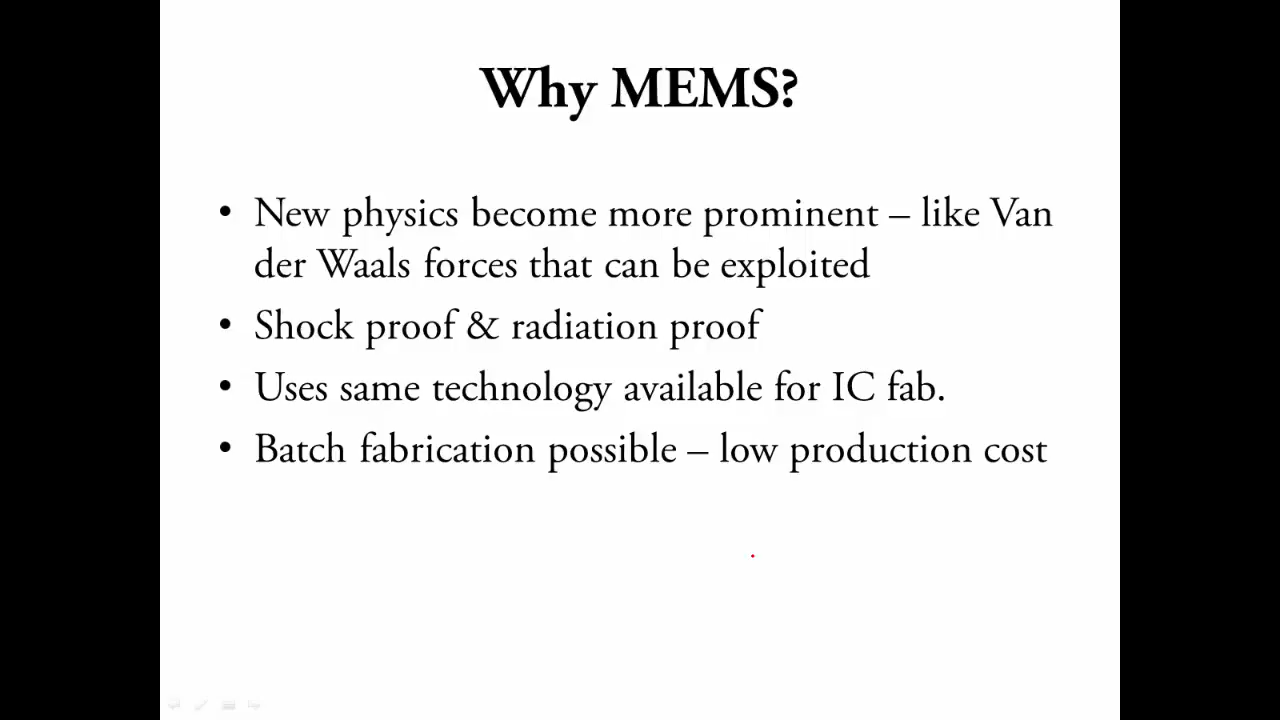 Why MEMS?
• New physics become more prominent – like Van
der Waals forces that can be exploited
• Shock proof & radiation proof
• Uses same technology available for IC fab.
• Batch fabrication possible – low production cost